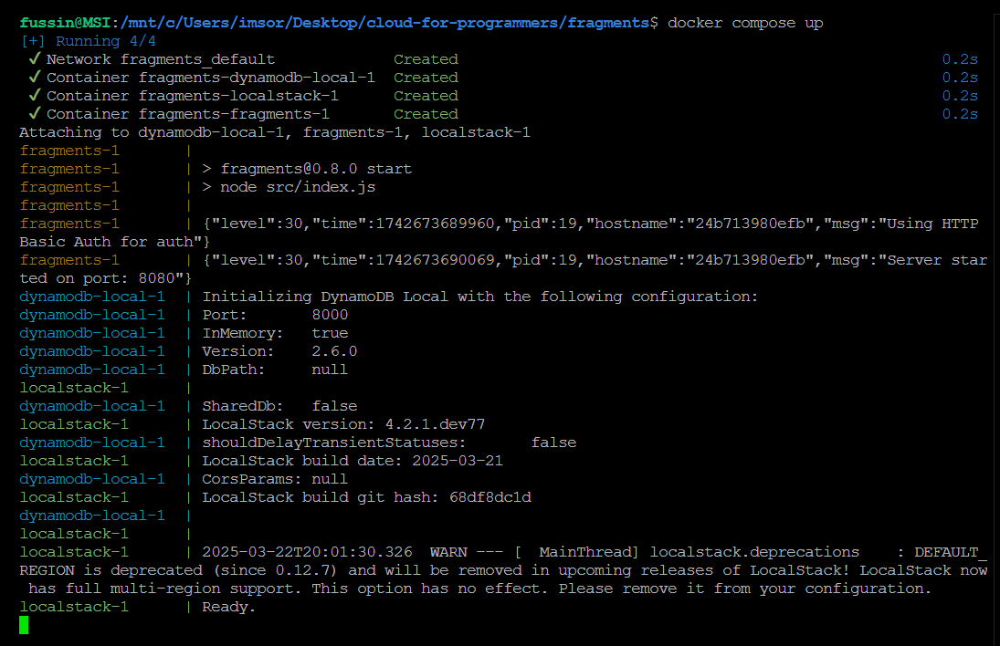 fussin@MSI:/mnt/c/Users/imsor/Desktop/cloud-for-programmers/fragments$ docker compose up
[+] Running 4/4
✓ Network fragments_default Created 0.2s
✓ Container fragments-dynamodb-local-1 Created 0.2s
✓ Container fragments-localstack-1 Created 0.2s
✓ Container fragments-fragments-1 Created 0.2s
Attaching to dynamodb-local-1, fragments-1, localstack-1
fragments-1 |
fragments-1 | > fragments@0.8.0 start
fragments-1 | > node src/index.js
fragments-1 |
fragments-1 | {"level":30,"time":1742673689960,"pid":19,"hostname":"24b713980efb","msg":"Using HTTP
Basic Auth for auth"}
fragments-1 | {"level":30,"time":1742673690069,"pid":19,"hostname":"24b713980efb","msg":"Server star
ted on port: 8080"}
dynamodb-local-1 | Initializing DynamoDB Local with the following configuration:
dynamodb-local-1 | Port: 8000
dynamodb-local-1 | InMemory: true
dynamodb-local-1 | Version: 2.6.0
dynamodb-local-1 | DbPath: null
localstack-1 |
dynamodb-local-1 | SharedDb: false
localstack-1 | LocalStack version: 4.2.1.dev77
dynamodb-local-1 | shouldDelayTransientStatuses: false
localstack-1 | LocalStack build date: 2025-03-21
dynamodb-local-1 | CorsParams: null
localstack-1 | LocalStack build git hash: 68df8dc1d
dynamodb-local-1 |
localstack-1 |
localstack-1 | 2025-03-22T20:01:30.326 WARN --- [ MainThread] localstack.deprecations : DEFAULT_
REGION is deprecated (since 0.12.7) and will be removed in upcoming releases of LocalStack! LocalStack now
has full multi-region support. This option has no effect. Please remove it from your configuration.
localstack-1 | Ready.